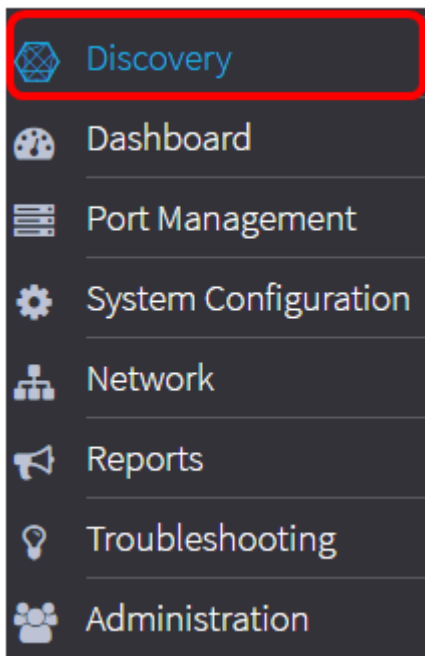 Discovery
Dashboard
Port Management
System Configuration
Network
Reports
Troubleshooting
Administration